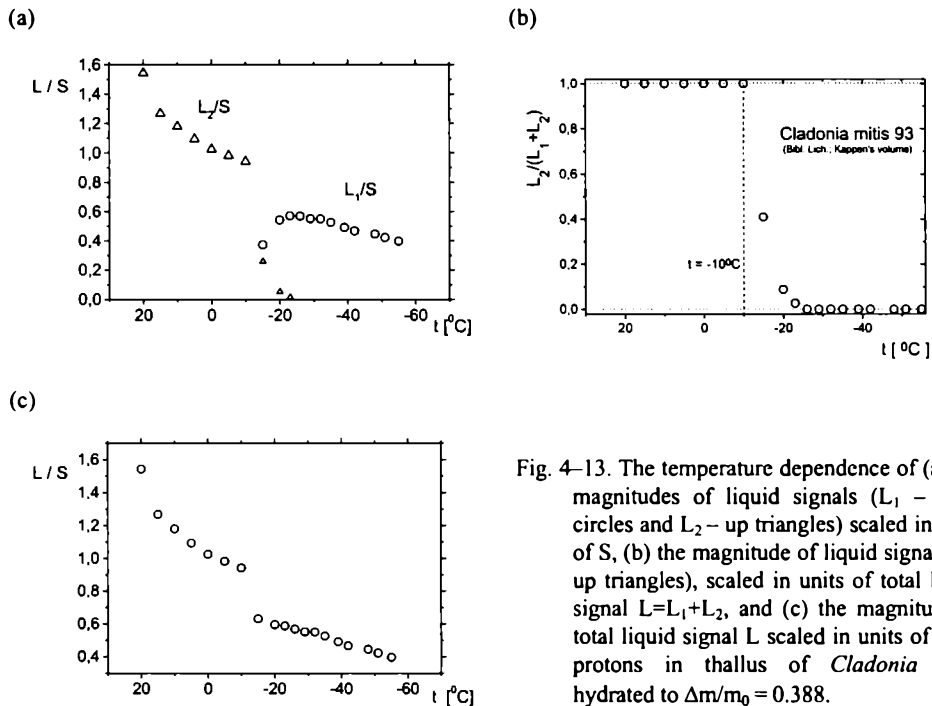 (a)
1,6
L / S
1,4
1,2
1,0
0,8
0,6
0,4
0,2
0,0
L₂/S
L₁/S
20 0 -20 -40 -60
t [⁰C]
(b)
1,0
0,8
0,6
0,4
0,2
0,0
L₂/(L₁+L₂)
Cladonia mitis 93
(Bibl. Lich.; Kappen's volume)
t = -10⁰C
20 0 -20 -40
t [ ⁰C]
(c)
L / S
1,6
1,4
1,2
1,0
0,8
0,6
0,4
20 0 -20 -40 -60
t [⁰C]
Fig. 4–13. The temperature dependence of (a
magnitudes of liquid signals (L₁ –
circles and L₂ – up triangles) scaled in
of S, (b) the magnitude of liquid signa
up triangles), scaled in units of total l
signal L=L₁+L₂, and (c) the magnitu
total liquid signal L scaled in units of
protons in thallus of Cladonia
hydrated to Δm/m₀ = 0.388.